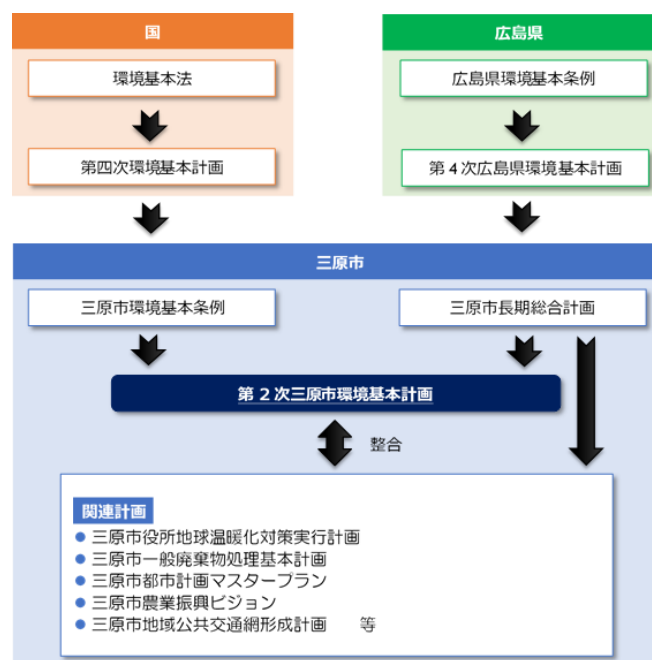 国
広島県
環境基本法
広島県環境基本条例
第四次環境基本計画
第4次広島県環境基本計画
三原市
三原市環境基本条例
三原市長期総合計画
第2次三原市環境基本計画
整合
関連計画
● 三原市役所地球温暖化対策実行計画
● 三原市一般廃棄物処理基本計画
● 三原市都市計画マスタープラン
● 三原市農業振興ビジョン
● 三原市地域公共交通網形成計画　等